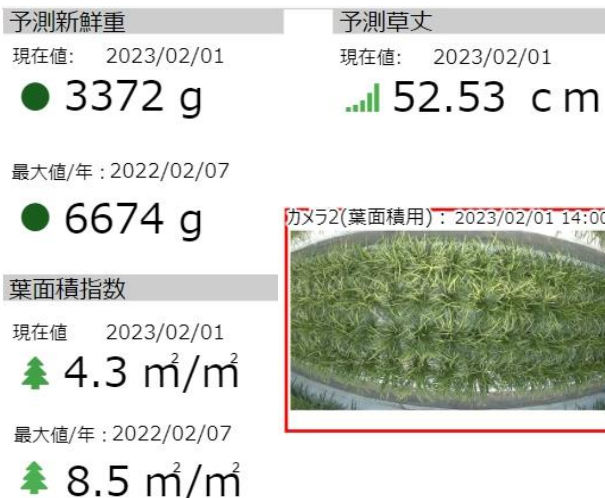 予測新鮮重
現在値: 2023/02/01
3372 g
最大値/年 : 2022/02/07
6674 g
葉面積指数
現在値 2023/02/01
4.3 ㎡/㎡
最大値/年 : 2022/02/07
8.5 ㎡/㎡
予測草丈
現在値: 2023/02/01
52.53 ｃｍ
カメラ2(葉面積用) : 2023/02/01 14:00